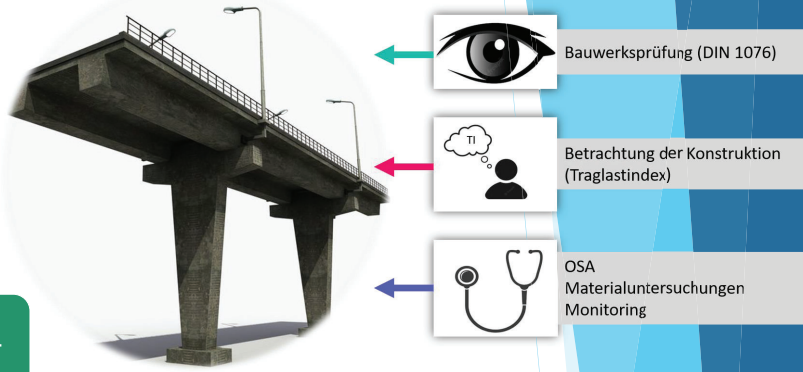 Bauwerksprüfung (DIN 1076)
TI
Betrachtung der Konstruktion
(Traglastindex)
OSA
Materialuntersuchungen
Monitoring